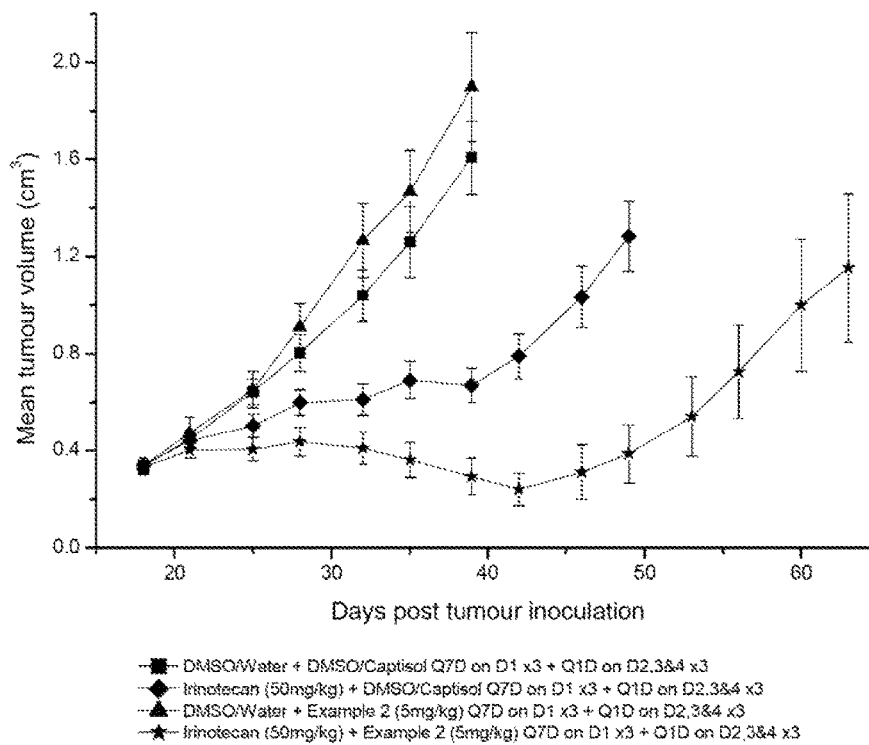 Mean tumour volume (cm³)
2.0
1.6
1.2
0.8
0.4
0.0
20 30 40 50 60
Days post tumour inoculation
DMSO/Water + DMSO/Captisol Q7D on D1 x3 + Q1D on D2,3&4 x3
Irinotecan (50mg/kg) + DMSO/Captisol Q7D on D1 x3 + Q1D on D2,3&4 x3
DMSO/Water + Example 2 (5mg/kg) Q7D on D1 x3 + Q1D on D2,3&4 x3
Irinotecan (50mg/kg) + Example 2 (5mg/kg) Q7D on D1 x3 + Q1D on D2,3&4 x3